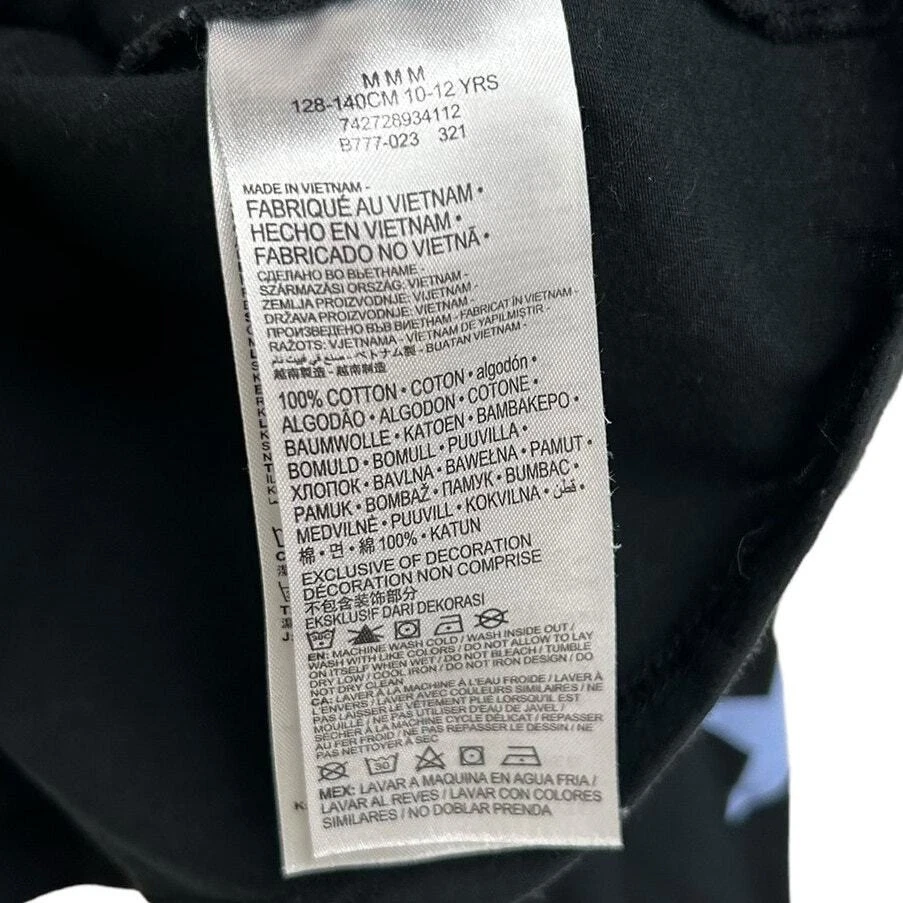 M M M
128-140CM 10-12 YRS
742728934112
B777-023 321
MADE IN VIETNAM -
FABRIQUÉ AU VIETNAM •
HECHO EN VIETNAM •
FABRICADO NO VIETNÃ •
СДЕЛАНО ВО ВЬЕТНАМЕ -
SZÁRMAZÁSI ORSZÁG: VIETNAM -
ZEMLJA PROIZVODNJE: VIJETNAM -
DRŽAVA PROIZVODNJE: VIETNAM -
ПРОИЗВЕДЕНО ВЪВ ВИЕТНАМ - FABRICAT ÎN VIETNAM -
RAŽOTS: VJETNAMA - VİETNAM DE YAPILMIŞTIR -
صنع في فيتنام - ベトナム製 - BUATAN VIETNAM -
越南製造 - 越南制造
100% COTTON • COTON • algodón •
ALGODÃO • ALGODON • COTONE •
BAUMWOLLE • KATOEN • ΒΑΜΒΑΚΕΡΟ •
BOMULD • BOMULL • PUUVILLA •
ХЛОПОК • BAVLNA • BAWEŁNA • PAMUT •
PAMUK • BOMBAŽ • ПАМУК • BUMBAC •
MEDVILNĖ • PUUVILL • KOKVILNA • قطن •
棉 • 면 • 綿 100% • KATUN
EXCLUSIVE OF DECORATION
DÉCORATION NON COMPRISE
不包含装饰部分
EKSKLUSIF DARI DEKORASI
EN: MACHINE WASH COLD / WASH INSIDE OUT /
WASH WITH LIKE COLORS / DO NOT ALLOW TO LAY
ON ITSELF WHEN WET / DO NOT BLEACH / TUMBLE
DRY LOW / COOL IRON / DO NOT IRON DESIGN / DO
NOT DRY CLEAN
CA: LAVER À LA MACHINE À L'EAU FROIDE / LAVER À
L'ENVERS / LAVER AVEC COULEURS SIMILAIRES / NE
PAS LAISSER LE VÊTEMENT PLIÉ LORSQU'IL EST
MOUILLÉ / NE PAS UTILISER D'EAU DE JAVEL /
SÉCHER À LA MACHINE CYCLE DÉLICAT / REPASSER
AU FER FROID / NE PAS REPASSER LE DESSIN / NE
PAS NETTOYER À SEC
30
MEX: LAVAR A MAQUINA EN AGUA FRIA /
LAVAR AL REVES / LAVAR CON COLORES
SIMILARES / NO DOBLAR PRENDA